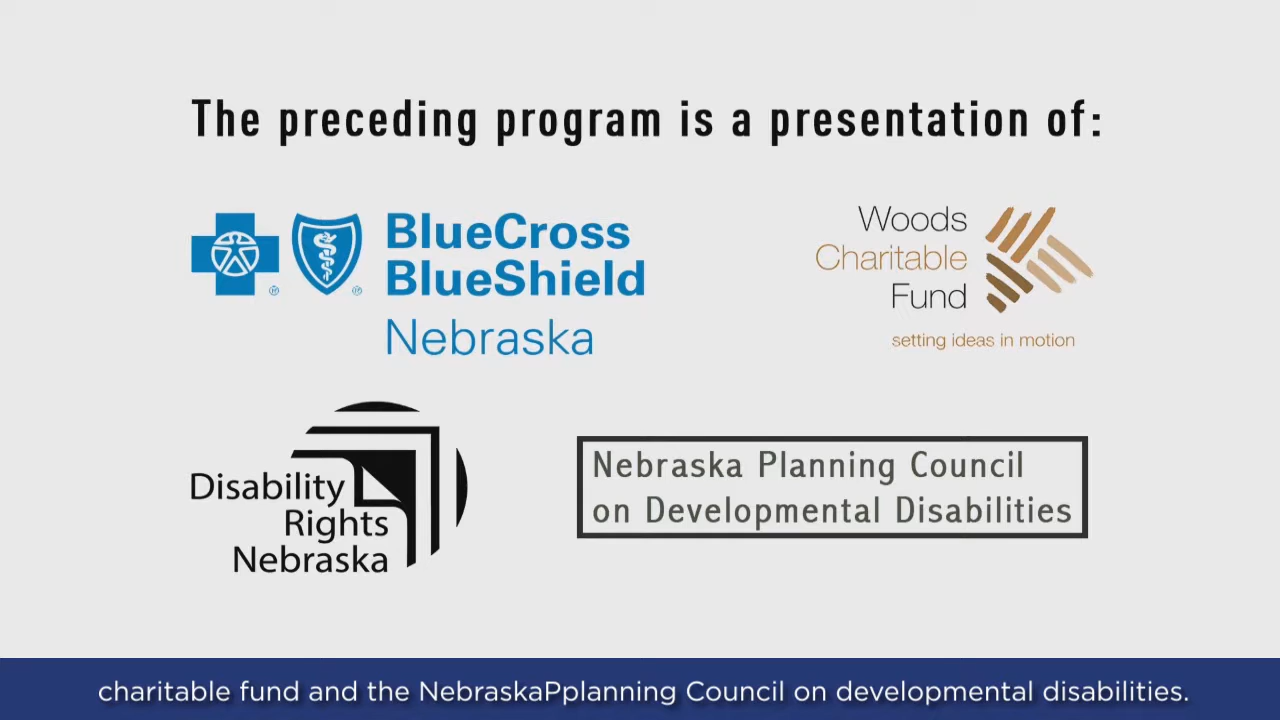 The preceding program is a presentation of:
BlueCross
BlueShield
Nebraska
Woods
Charitable
Fund
setting ideas in motion
Disability
Rights
Nebraska
Nebraska Planning Council
on Developmental Disabilities
charitable fund and the NebraskaPplanning Council on developmental disabilities.